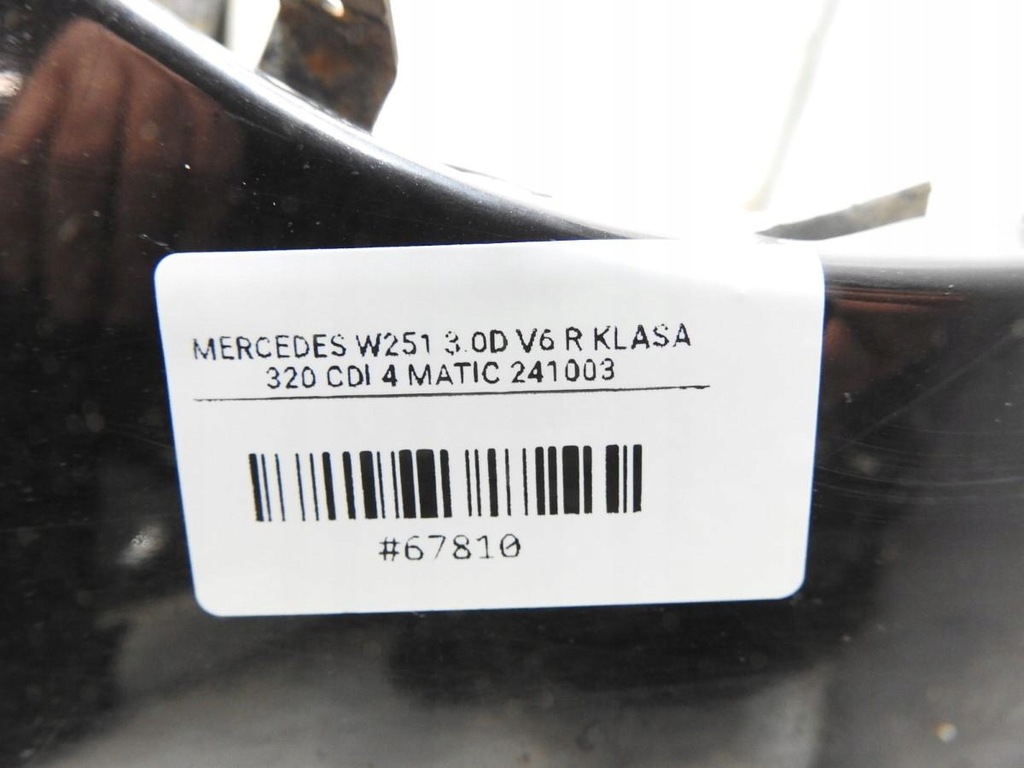 MERCEDES W251 3.0D V6 R KLASA
320 CDI 4 MATIC 241003
#67810